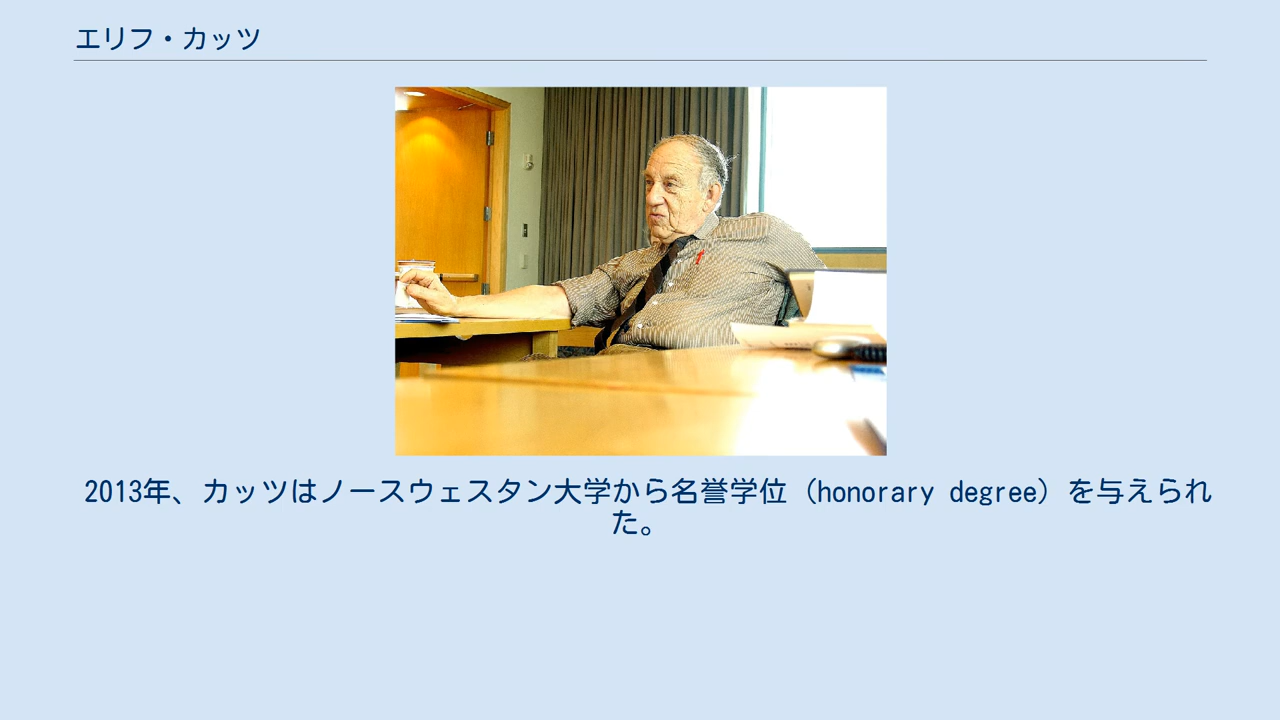 エリフ・カッツ
2013年、カッツはノースウェスタン大学から名誉学位（honorary degree）を与えられ
た。